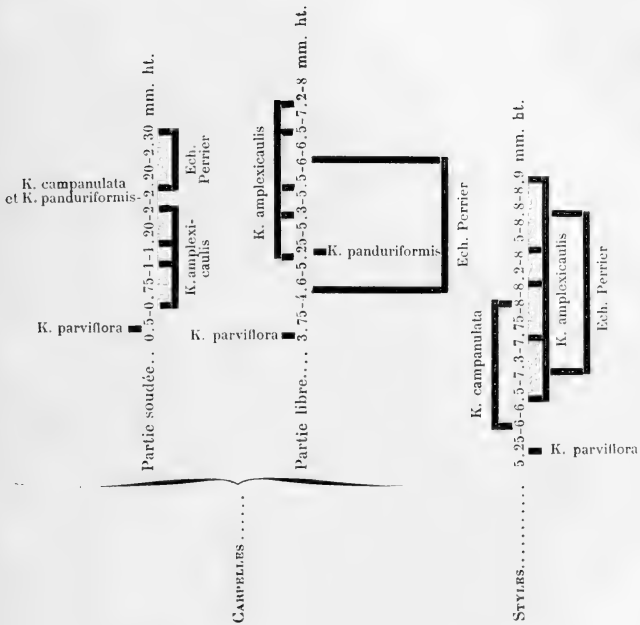 CARPELLES......
Partie soudée.. 0.5-0.75-1-1.20-2-2.20-2.30 mm. ht.
K. parviflora
K. amplexi-
caulis
K. campanulata
et K. panduriformis
Ech.
Perrier
Partie libre.... 3.75-4.6-5.25-5.3-5.5-6-6.5-7.2-8 mm. ht.
K. parviflora
K. amplexicaulis
K. panduriformis
Ech. Perrier
STYLES...........
5.25-6-6.5-7.3-7.75-8-8.2-8 5-8.8-8.9 mm. ht.
K. parviflora
K. campanulata
K. amplexicaulis
Ech. Perrier